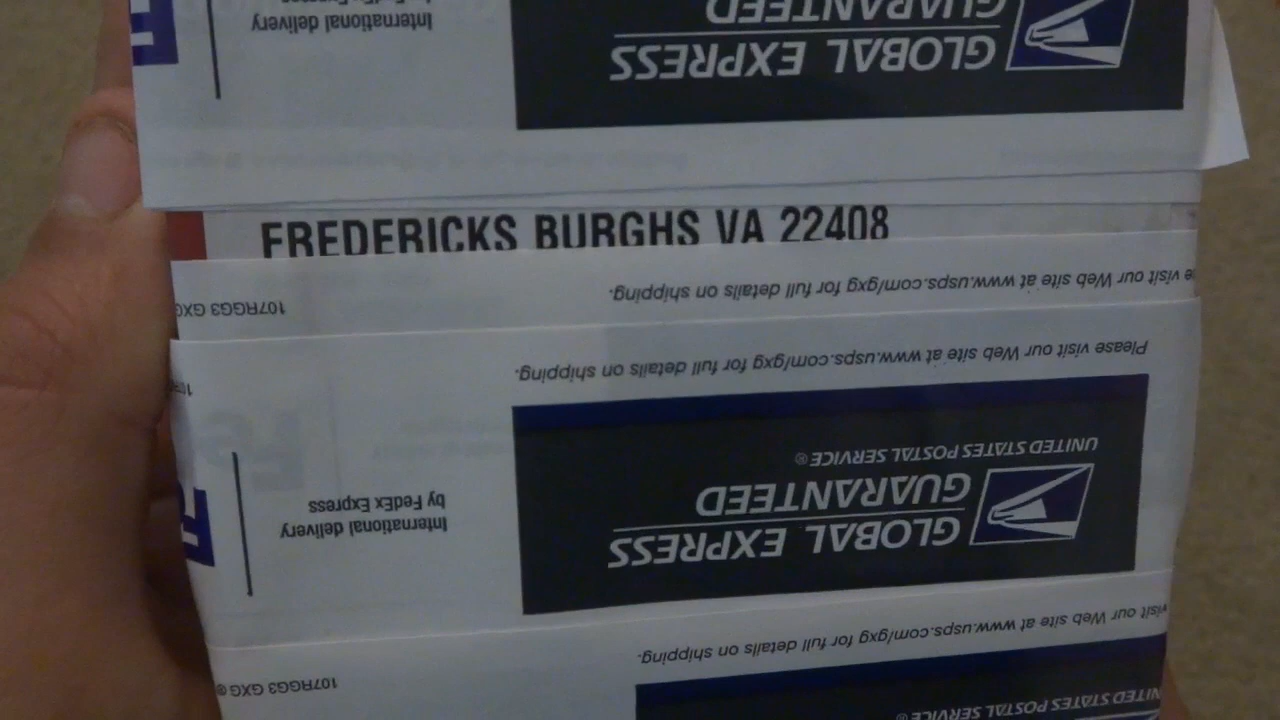 International delivery
GUARANTEED
GLOBAL EXPRESS
FREDERICKS BURGHS VA 22408
visit our Web site at www.usps.com/gxg for full details on shipping.
107RGG3 GXG
Please visit our Web site at www.usps.com/gxg for full details on shipping.
UNITED STATES POSTAL SERVICE®
GLOBAL EXPRESS
GUARANTEED
International delivery
by FedEx Express
visit our Web site at www.usps.com/gxg for full details on shipping.
107RGG3 GXG®
UNITED STATES POSTAL SERVICE®